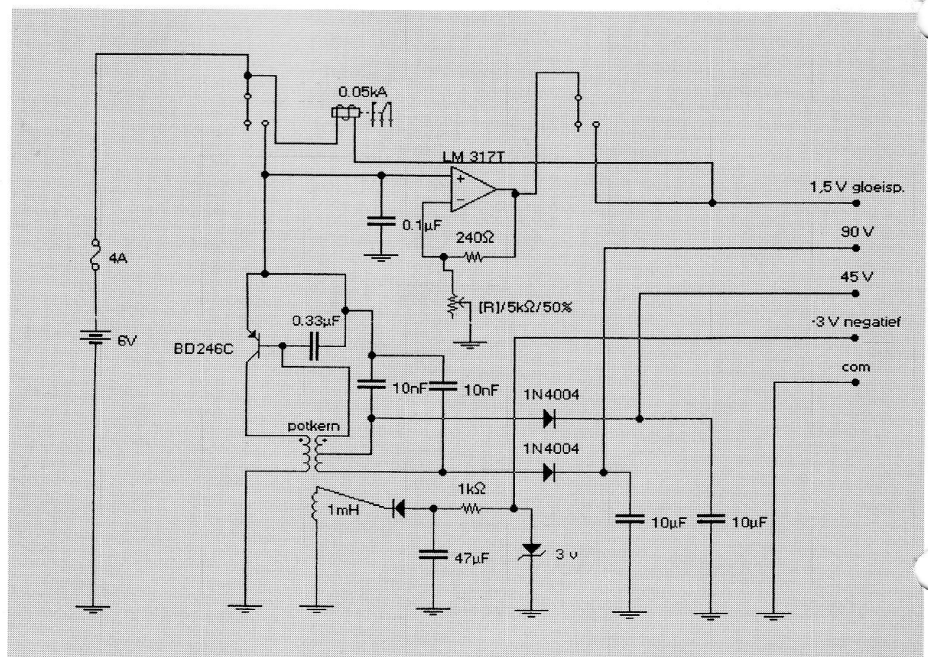 0.05kA
LM 317T
1,5 V gloeisp.
0.1µF
240Ω
90 V
4A
45 V
[R]/5kΩ/50%
0.33µF
-3 V negatief
6V
BD246C
com
10nF
10nF
1N4004
potkern
1N4004
1kΩ
1mH
10µF
10µF
47µF
3 v